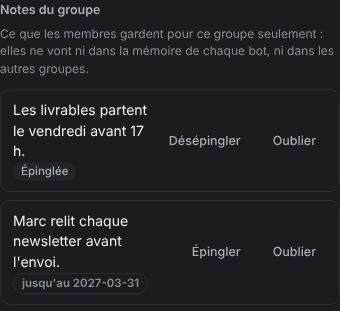 Notes du groupe
Ce que les membres gardent pour ce groupe seulement :
elles ne vont ni dans la mémoire de chaque bot, ni dans les
autres groupes.
Les livrables partent
le vendredi avant 17
h.
Épinglée
Désépingler
Oublier
Marc relit chaque
newsletter avant
l'envoi.
jusqu'au 2027-03-31
Épingler
Oublier